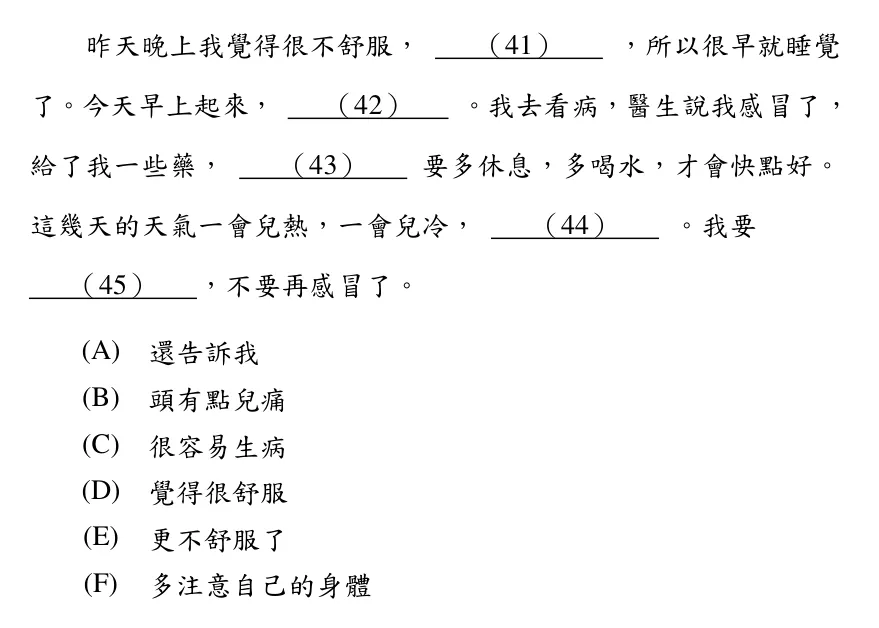 昨天晚上我覺得很不舒服，（41），所以很早就睡覺
了。今天早上起來，（42）。我去看病，醫生說我感冒了，
給了我一些藥，（43）要多休息，多喝水，才會快點好。
這幾天的天氣一會兒熱，一會兒冷，（44）。我要
（45），不要再感冒了。
(A) 還告訴我
(B) 頭有點兒痛
(C) 很容易生病
(D) 覺得很舒服
(E) 更不舒服了
(F) 多注意自己的身體